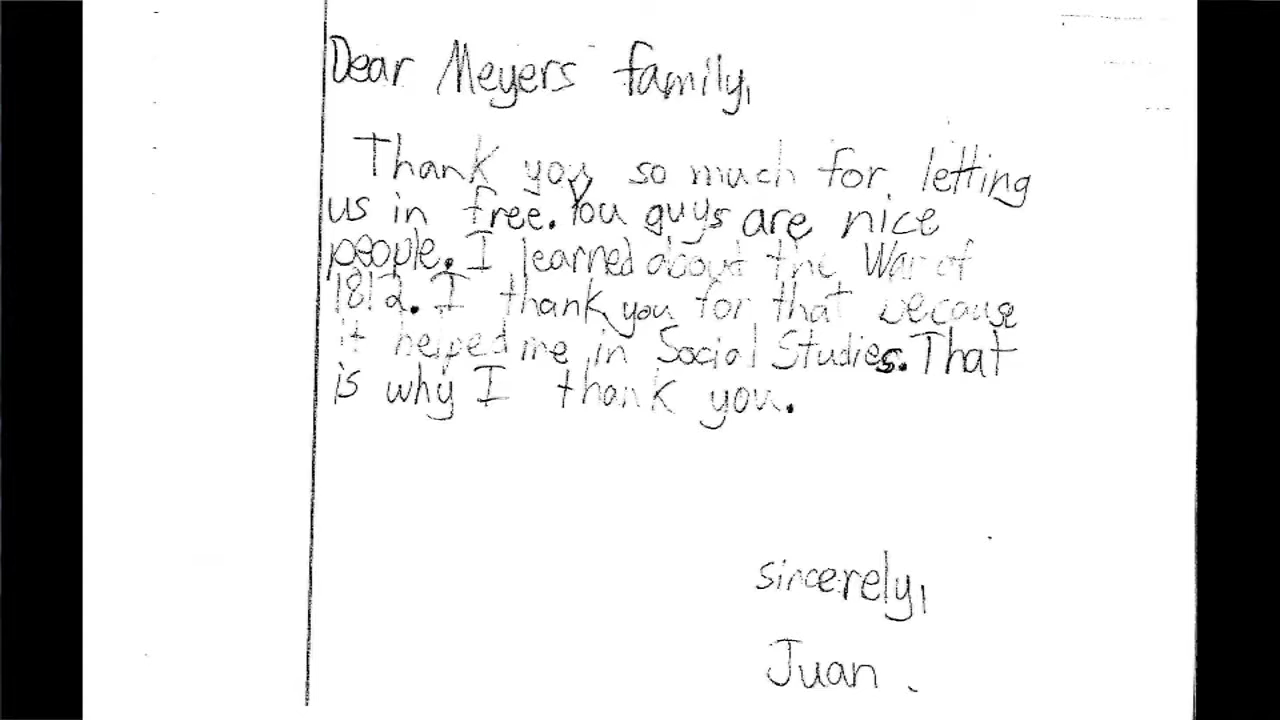 Dear Meyers family,
Thank you so much for letting
us in free. You guys are nice
people. I learned about the War of
1812. I thank you for that because
it helped me in Social Studies. That
is why I thank you.
sincerely,
Juan